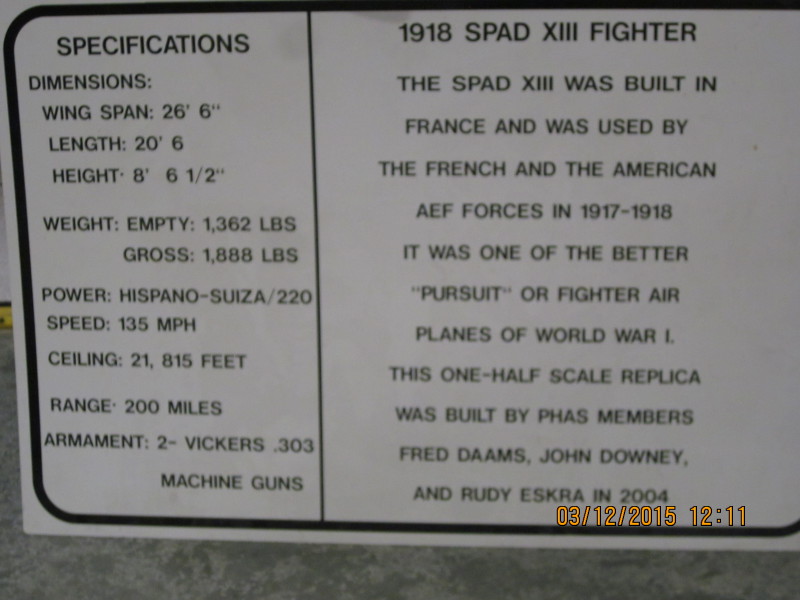 SPECIFICATIONS
DIMENSIONS:
WING SPAN: 26' 6"
LENGTH: 20' 6
HEIGHT· 8' 6 1/2"
WEIGHT: EMPTY: 1,362 LBS
GROSS: 1,888 LBS
POWER: HISPANO-SUIZA/220
SPEED: 135 MPH
CEILING: 21, 815 FEET
RANGE· 200 MILES
ARMAMENT: 2- VICKERS .303
MACHINE GUNS
1918 SPAD XIII FIGHTER
THE SPAD XIII WAS BUILT IN
FRANCE AND WAS USED BY
THE FRENCH AND THE AMERICAN
AEF FORCES IN 1917-1918
IT WAS ONE OF THE BETTER
"PURSUIT" OR FIGHTER AIR
PLANES OF WORLD WAR I.
THIS ONE-HALF SCALE REPLICA
WAS BUILT BY PHAS MEMBERS
FRED DAAMS, JOHN DOWNEY,
AND RUDY ESKRA IN 2004
03/12/2015 12:11